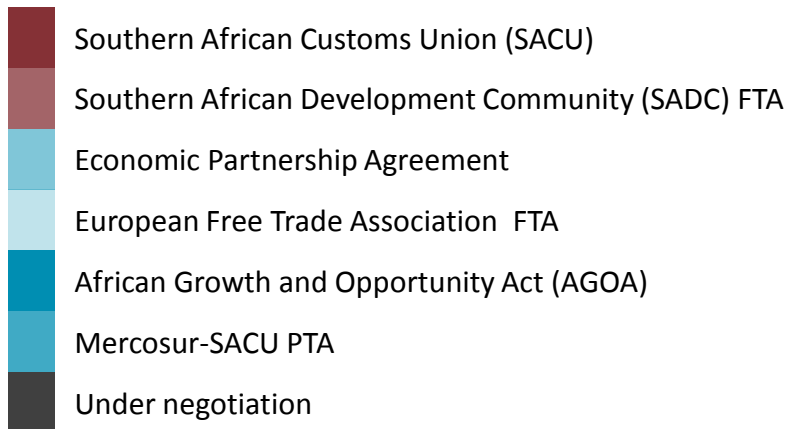 Southern African Customs Union (SACU)
Southern African Development Community (SADC) FTA
Economic Partnership Agreement
European Free Trade Association  FTA
African Growth and Opportunity Act (AGOA)
Mercosur-SACU PTA
Under negotiation